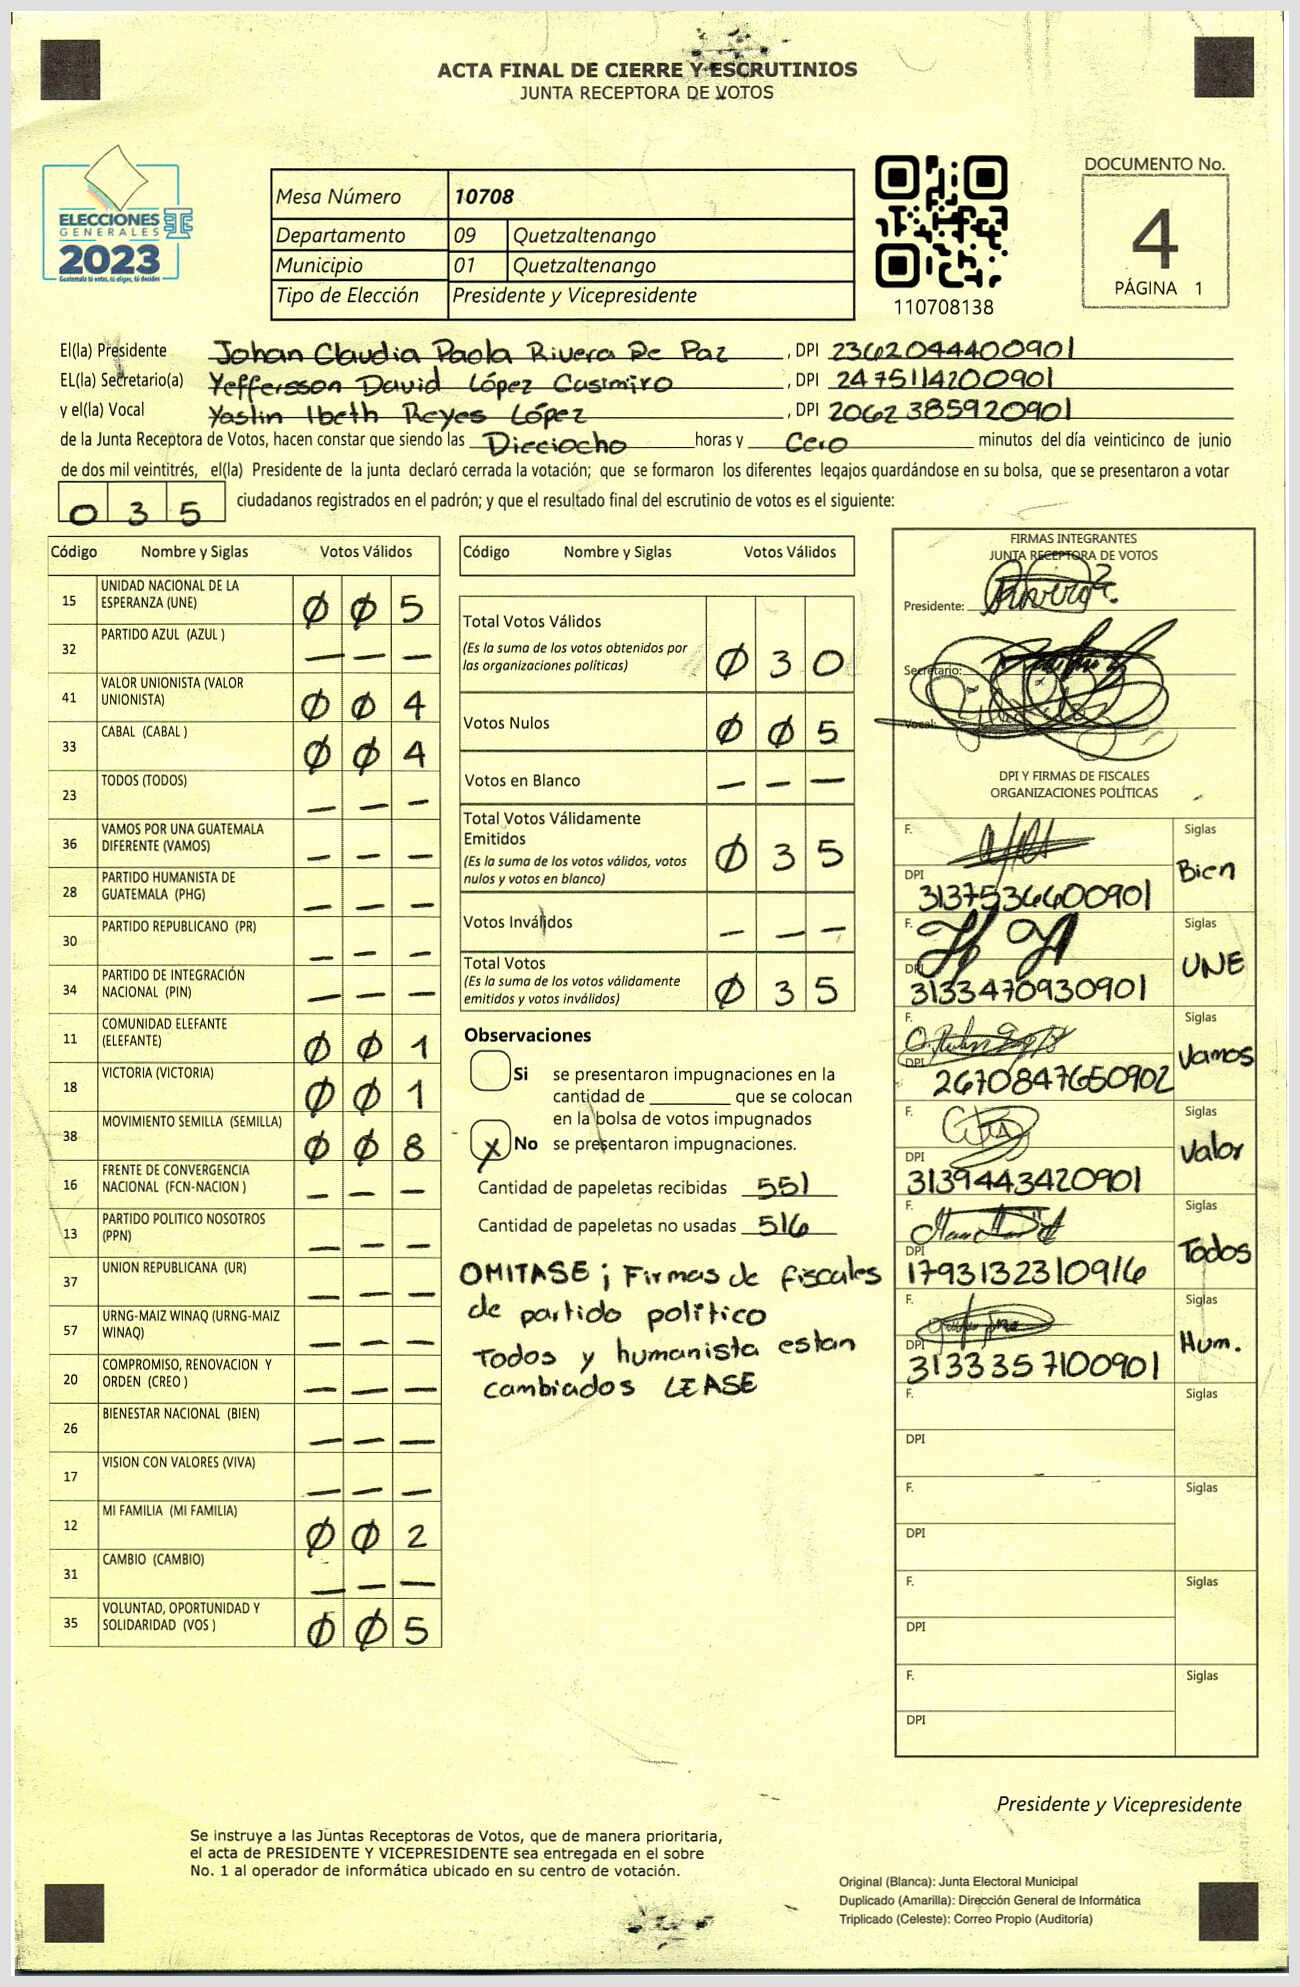 ACTA FINAL DE CIERRE Y ESCRUTINIOS
JUNTA RECEPTORA DE VOTOS
ELECCIONES
GENERALES
2023
Guatemala tú votas, tú eliges, tú decides
Mesa Número 10708
Departamento 09 Quetzaltenango
Municipio 01 Quetzaltenango
Tipo de Elección Presidente y Vicepresidente
110708138
DOCUMENTO No.
4
PÁGINA 1
El(la) Presidente Johan Claudia Paola Rivera De Paz, DPI 2362044400901
EL(la) Secretario(a) Yeffersson David López Casimiro, DPI 2475114200901
y el(la) Vocal Yaslin Ibeth Reyes López, DPI 2062385920901
de la Junta Receptora de Votos, hacen constar que siendo las Dieciocho horas y Cero minutos del día veinticinco de junio
de dos mil veintitrés, el(la) Presidente de la junta declaró cerrada la votación; que se formaron los diferentes legajos guardándose en su bolsa, que se presentaron a votar
0 3 5 ciudadanos registrados en el padrón; y que el resultado final del escrutinio de votos es el siguiente:
Código Nombre y Siglas Votos Válidos
15 UNIDAD NACIONAL DE LA ESPERANZA (UNE) Ø Ø 5
32 PARTIDO AZUL (AZUL ) — — —
41 VALOR UNIONISTA (VALOR UNIONISTA) Ø Ø 4
33 CABAL (CABAL ) Ø Ø 4
23 TODOS (TODOS) — — —
36 VAMOS POR UNA GUATEMALA DIFERENTE (VAMOS) — — —
28 PARTIDO HUMANISTA DE GUATEMALA (PHG) — — —
30 PARTIDO REPUBLICANO (PR) — — —
34 PARTIDO DE INTEGRACIÓN NACIONAL (PIN) — — —
11 COMUNIDAD ELEFANTE (ELEFANTE) Ø Ø 1
18 VICTORIA (VICTORIA) Ø Ø 1
38 MOVIMIENTO SEMILLA (SEMILLA) Ø Ø 8
16 FRENTE DE CONVERGENCIA NACIONAL (FCN-NACION ) — — —
13 PARTIDO POLITICO NOSOTROS (PPN) — — —
37 UNION REPUBLICANA (UR) — — —
57 URNG-MAIZ WINAQ (URNG-MAIZ WINAQ) — — —
20 COMPROMISO, RENOVACION Y ORDEN (CREO ) — — —
26 BIENESTAR NACIONAL (BIEN) — — —
17 VISION CON VALORES (VIVA) — — —
12 MI FAMILIA (MI FAMILIA) Ø Ø 2
31 CAMBIO (CAMBIO) — — —
35 VOLUNTAD, OPORTUNIDAD Y SOLIDARIDAD (VOS ) Ø Ø 5
Código Nombre y Siglas Votos Válidos
Total Votos Válidos Ø 3 0
(Es la suma de los votos obtenidos por
las organizaciones políticas)
Votos Nulos Ø Ø 5
Votos en Blanco — — —
Total Votos Válidamente
Emitidos Ø 3 5
(Es la suma de los votos válidos, votos
nulos y votos en blanco)
Votos Inválidos — — —
Total Votos Ø 3 5
(Es la suma de los votos válidamente
emitidos y votos inválidos)
Observaciones
Si se presentaron impugnaciones en la
cantidad de ________ que se colocan
en la bolsa de votos impugnados
X No se presentaron impugnaciones.
Cantidad de papeletas recibidas 551
Cantidad de papeletas no usadas 516
OMITASE ; Firmas de fiscales
de partido político
Todos y humanista estan
cambiados LEASE
FIRMAS INTEGRANTES
JUNTA RECEPTORA DE VOTOS
Presidente:
Secretario:
Vocal:
DPI Y FIRMAS DE FISCALES
ORGANIZACIONES POLÍTICAS
F. Siglas
DPI 3137536600901 Bien
F. Siglas
DPI 3133470930901 UNE
F. Siglas
DPI 2670847650902 Vamos
F. Siglas
DPI 3139443420901 Valor
F. Siglas
DPI 1793132310916 Todos
F. Siglas
DPI 3133357100901 Hum.
F. Siglas
DPI
F. Siglas
DPI
F. Siglas
DPI
F. Siglas
DPI
Presidente y Vicepresidente
Se instruye a las Juntas Receptoras de Votos, que de manera prioritaria,
el acta de PRESIDENTE Y VICEPRESIDENTE sea entregada en el sobre
No. 1 al operador de informática ubicado en su centro de votación.
Original (Blanca): Junta Electoral Municipal
Duplicado (Amarilla): Dirección General de Informática
Triplicado (Celeste): Correo Propio (Auditoría)